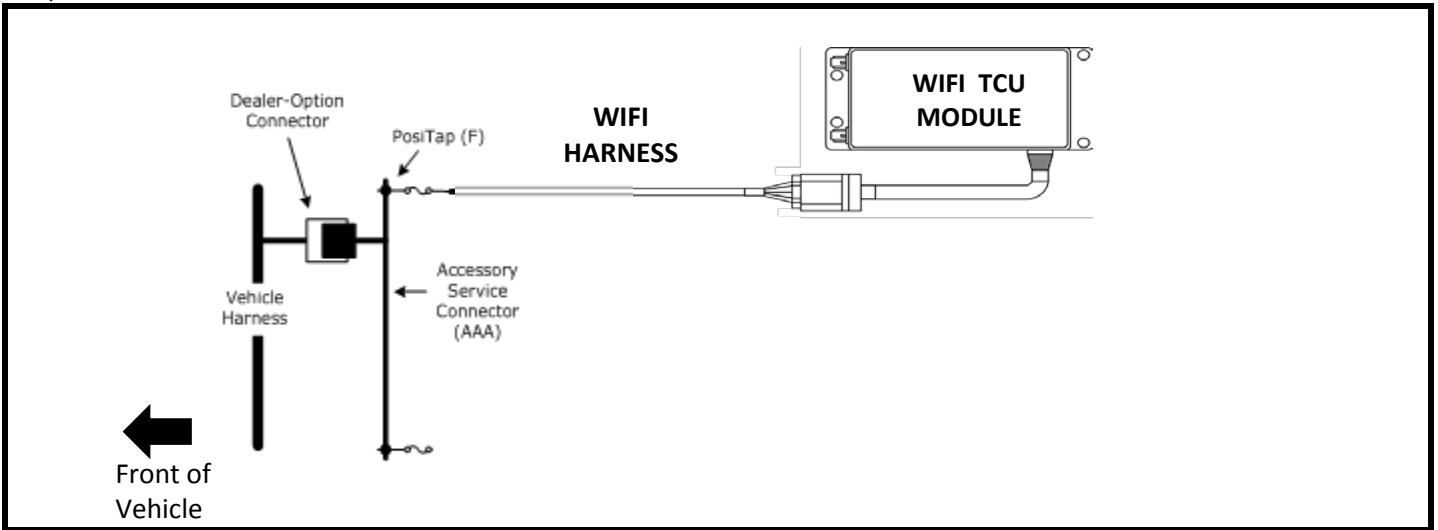 Dealer-Option
Connector
PosiTap (F)
WIFI
HARNESS
WIFI TCU
MODULE
Accessory
Service
Connector
(AAA)
Vehicle
Harness
Front of
Vehicle